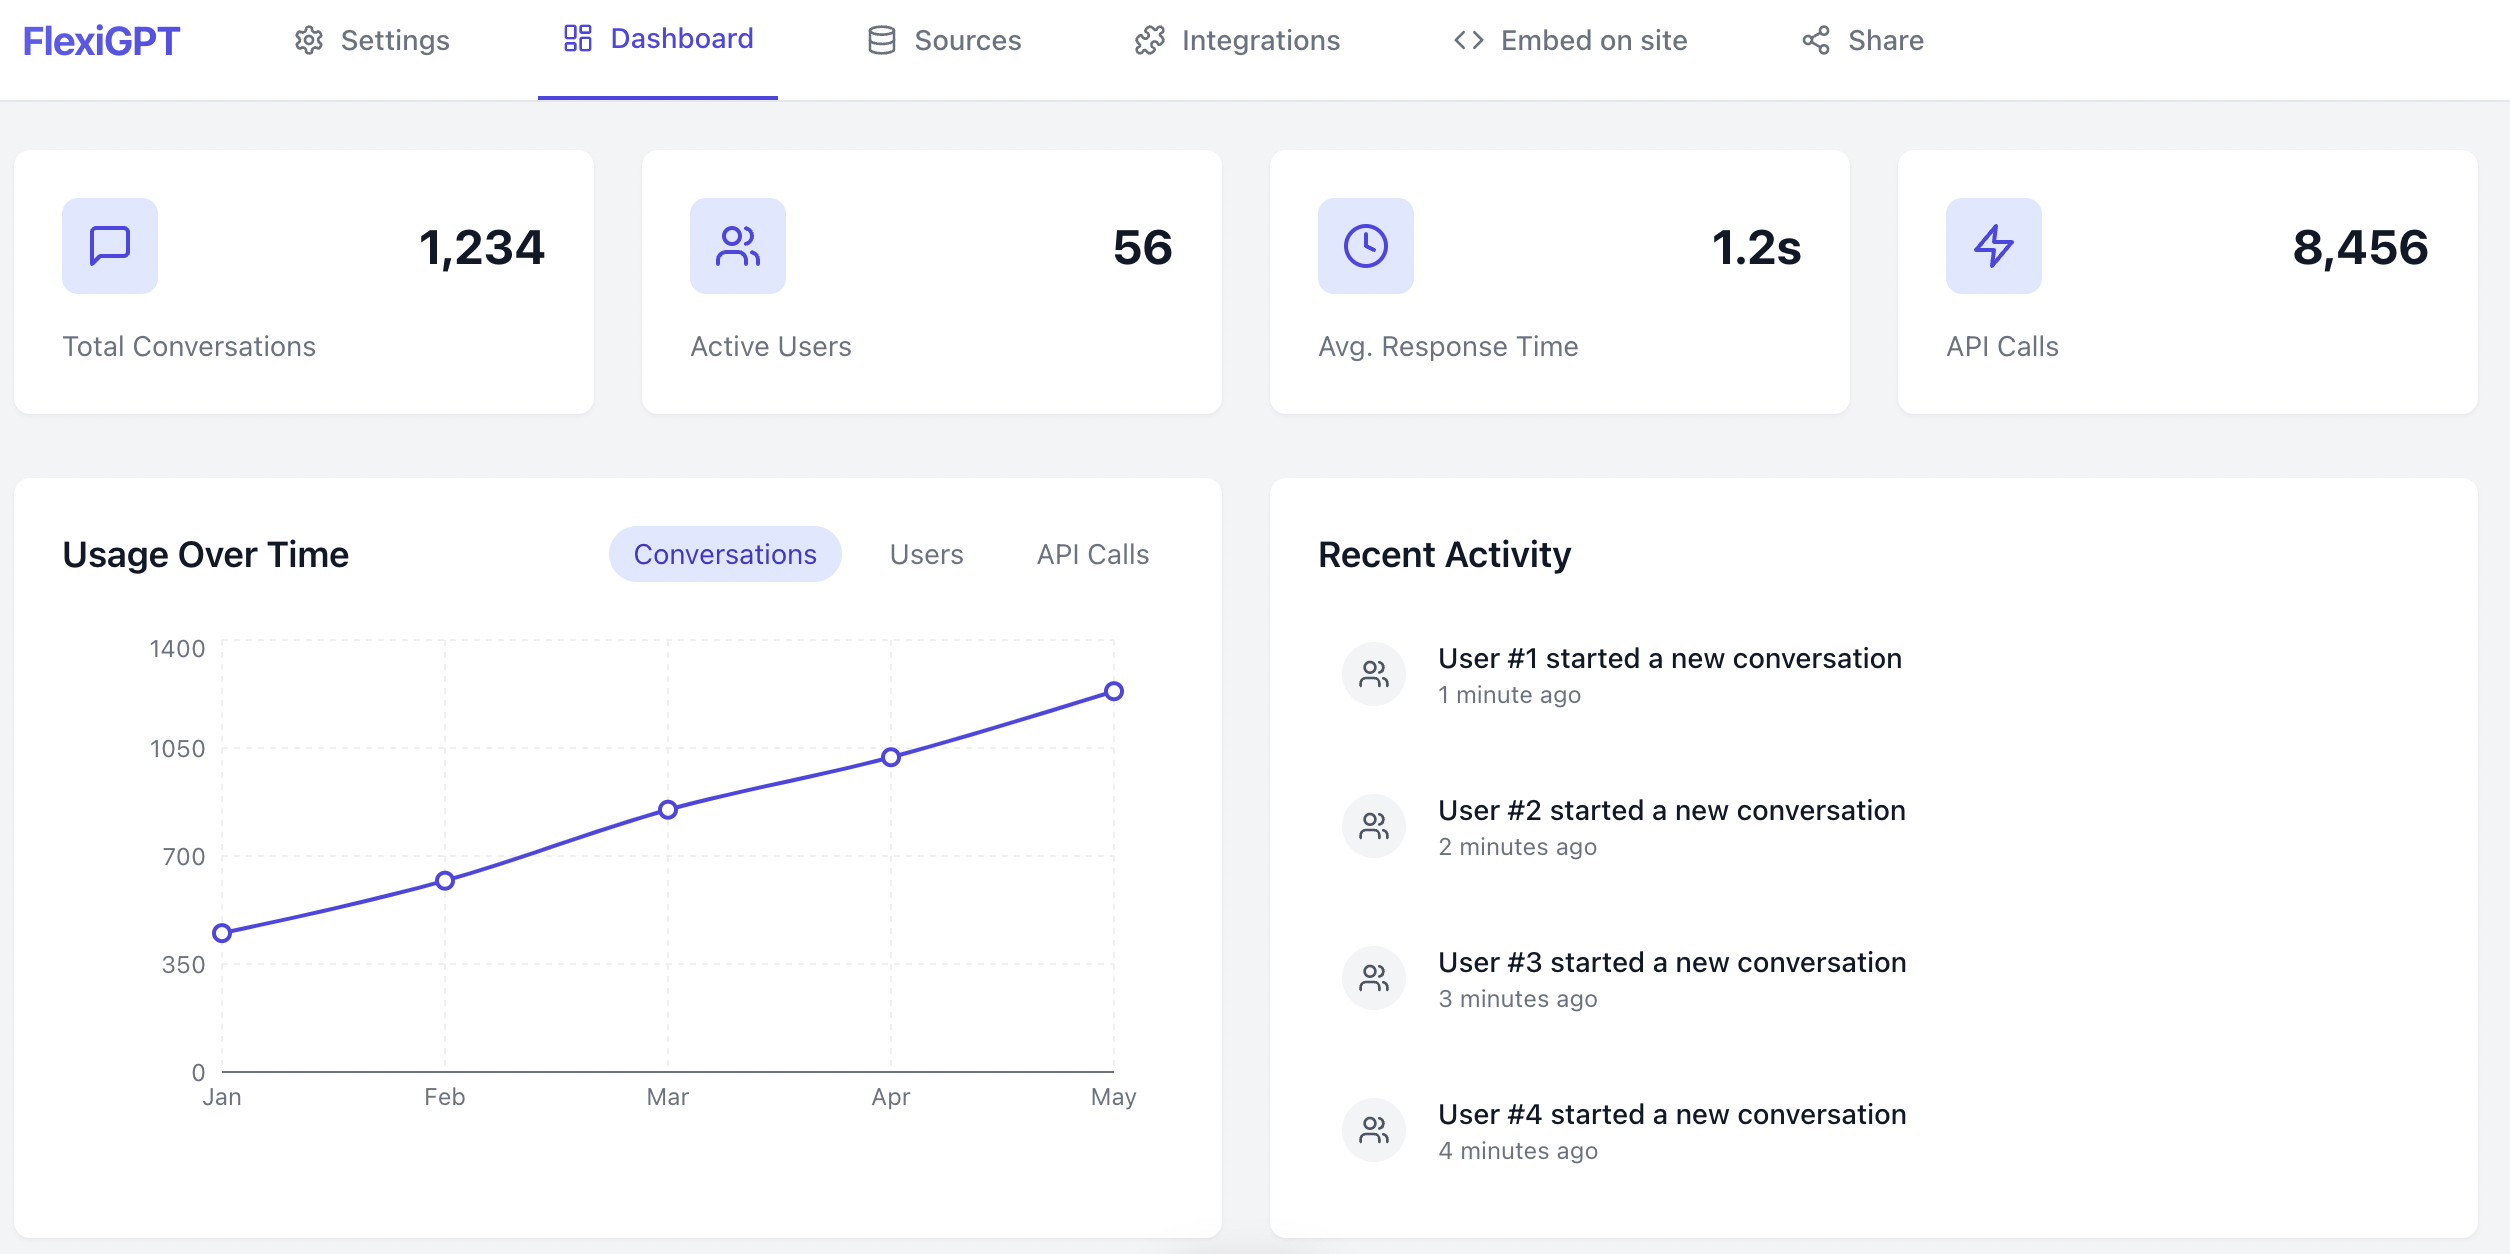 FlexiGPT
Settings
Dashboard
Sources
Integrations
Embed on site
Share
1,234
Total Conversations
56
Active Users
1.2s
Avg. Response Time
8,456
API Calls
Usage Over Time
Conversations
Users
API Calls
1400
1050
700
350
0
Jan
Feb
Mar
Apr
May
Recent Activity
User #1 started a new conversation
1 minute ago
User #2 started a new conversation
2 minutes ago
User #3 started a new conversation
3 minutes ago
User #4 started a new conversation
4 minutes ago